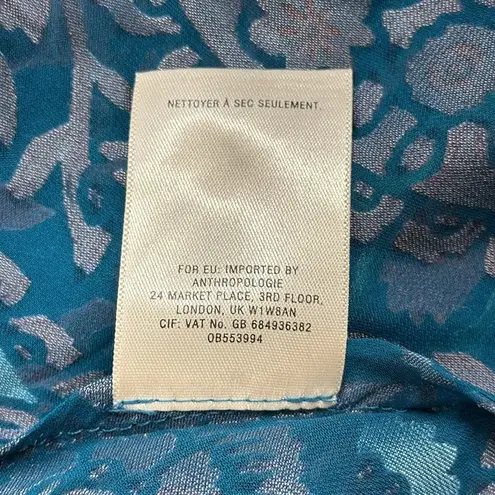 NETTOYER À SEC SEULEMENT.
FOR EU: IMPORTED BY
ANTHROPOLOGIE
24 MARKET PLACE, 3RD FLOOR,
LONDON, UK W1W8AN
CIF: VAT No. GB 684936382
OB553994